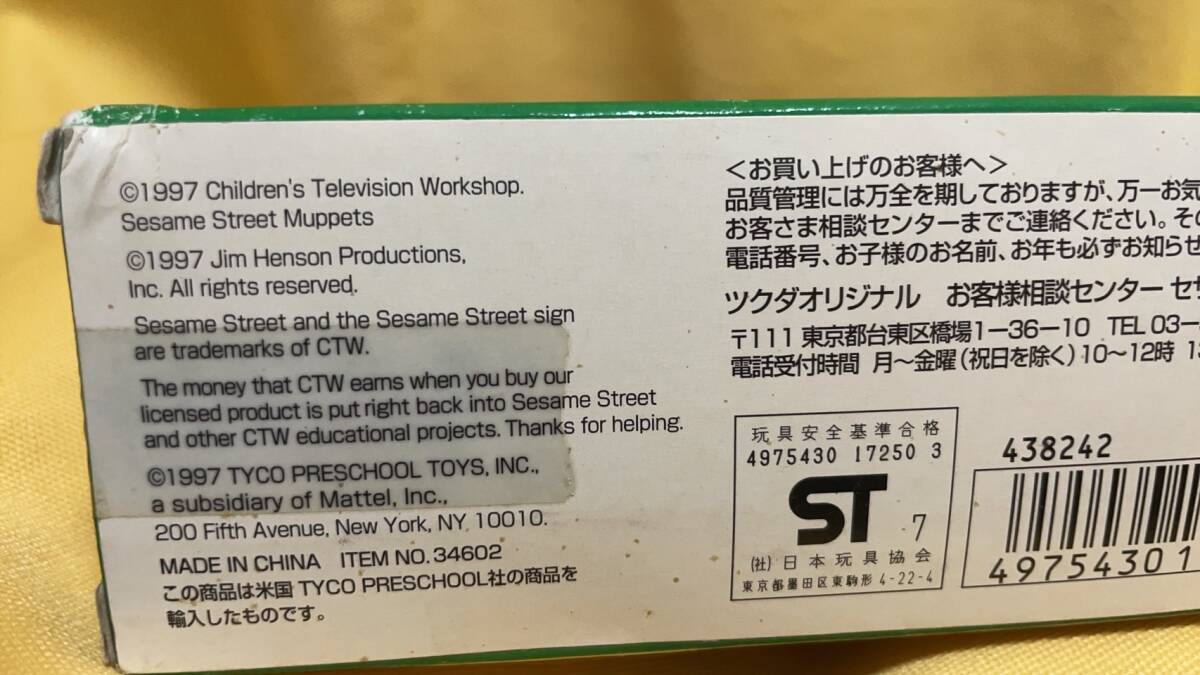 ©1997 Children's Television Workshop.
Sesame Street Muppets
©1997 Jim Henson Productions,
Inc. All rights reserved.
Sesame Street and the Sesame Street sign
are trademarks of CTW.
The money that CTW earns when you buy our
licensed product is put right back into Sesame Street
and other CTW educational projects. Thanks for helping.
©1997 TYCO PRESCHOOL TOYS, INC.,
a subsidiary of Mattel, Inc.,
200 Fifth Avenue, New York, NY, 10010.
MADE IN CHINA ITEM NO. 34602
この商品は米国 TYCO PRESCHOOL社の商品を
輸入したものです。
＜お買い上げのお客様へ＞
品質管理には万全を期しておりますが、万一お気
お客さま相談センターまでご連絡ください。その
電話番号、お子様のお名前、お年も必ずお知らせ
ツクダオリジナル お客様相談センター セサ
〒111 東京都台東区橋場1-36-10 TEL 03-
電話受付時間 月〜金曜(祝日を除く)10〜12時 1
玩具安全基準合格
4975430 17250 3
ST 7
(社)日本玩具協会
東京都墨田区東駒形 4-22-4
438242
4975430 1